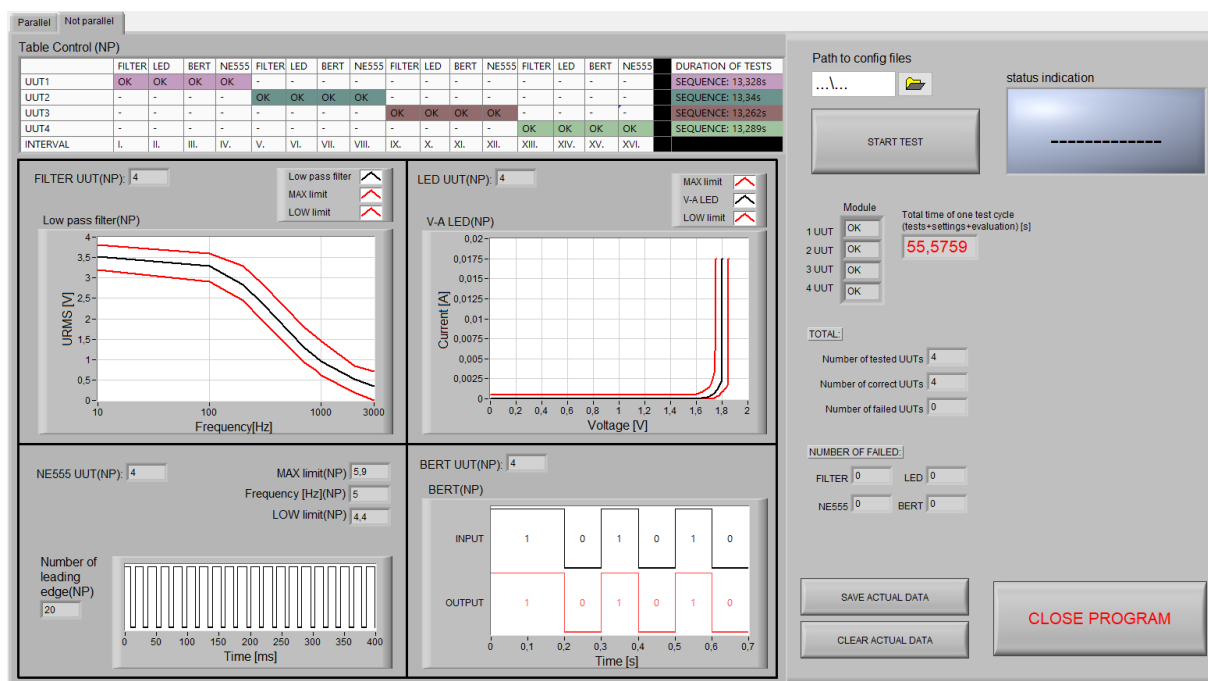 Parallel Not parallel
Table Control (NP)
FILTER LED BERT NE555 FILTER LED BERT NE555 FILTER LED BERT NE555 FILTER LED BERT NE555 DURATION OF TESTS
UUT1 OK OK OK OK - - - - - - - - - - - - SEQUENCE: 13,328s
UUT2 - - - - OK OK OK OK - - - - - - - - SEQUENCE: 13,34s
UUT3 - - - - - - - - OK OK OK OK - - - - SEQUENCE: 13,262s
UUT4 - - - - - - - - - - - - OK OK OK OK SEQUENCE: 13,289s
INTERVAL I. II. III. IV. V. VI. VII. VIII. IX. X. XI. XII. XIII. XIV. XV. XVI.
FILTER UUT(NP): 4
Low pass filter
MAX limit
LOW limit
Low pass filter(NP)
URMS [V]
4
3,5
3
2,5
2
1,5
1
0,5
0
10 100 1000 3000
Frequency[Hz]
LED UUT(NP): 4
MAX limit
V-A LED
LOW limit
V-A LED(NP)
Current [A]
0,02
0,0175
0,015
0,0125
0,01
0,0075
0,005
0,0025
0
0 0,2 0,4 0,6 0,8 1 1,2 1,4 1,6 1,8 2
Voltage [V]
NE555 UUT(NP): 4
MAX limit(NP) 5,9
Frequency [Hz](NP) 5
LOW limit(NP) 4,4
Number of
leading
edge(NP)
20
0 50 100 150 200 250 300 350 400
Time [ms]
BERT UUT(NP): 4
BERT(NP)
INPUT 1 0 1 0 1 0
OUTPUT 1 0 1 0 1 0
0 0,1 0,2 0,3 0,4 0,5 0,6 0,7
Time [s]
Path to config files
...\...
START TEST
status indication
-------------
Module
1 UUT OK
2 UUT OK
3 UUT OK
4 UUT OK
Total time of one test cycle
(tests+settings+evaluation) [s]
55,5759
TOTAL:
Number of tested UUTs 4
Number of correct UUTs 4
Number of failed UUTs 0
NUMBER OF FAILED:
FILTER 0 LED 0
NE555 0 BERT 0
SAVE ACTUAL DATA
CLEAR ACTUAL DATA
CLOSE PROGRAM